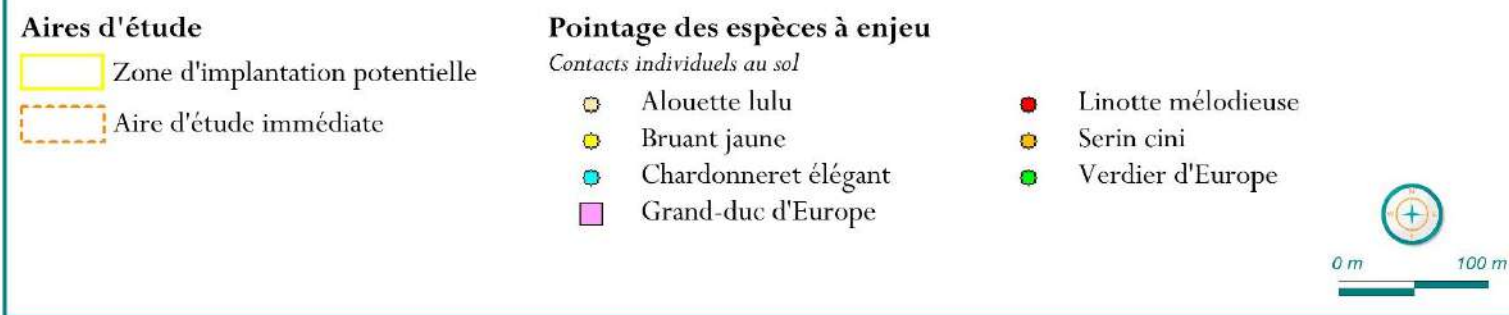 Aires d'étude
Zone d'implantation potentielle
Aire d'étude immédiate
Pointage des espèces à enjeu
Contacts individuels au sol
Alouette lulu
Bruant jaune
Chardonneret élégant
Grand-duc d'Europe
Linotte mélodieuse
Serin cini
Verdier d'Europe
0 m 100 m